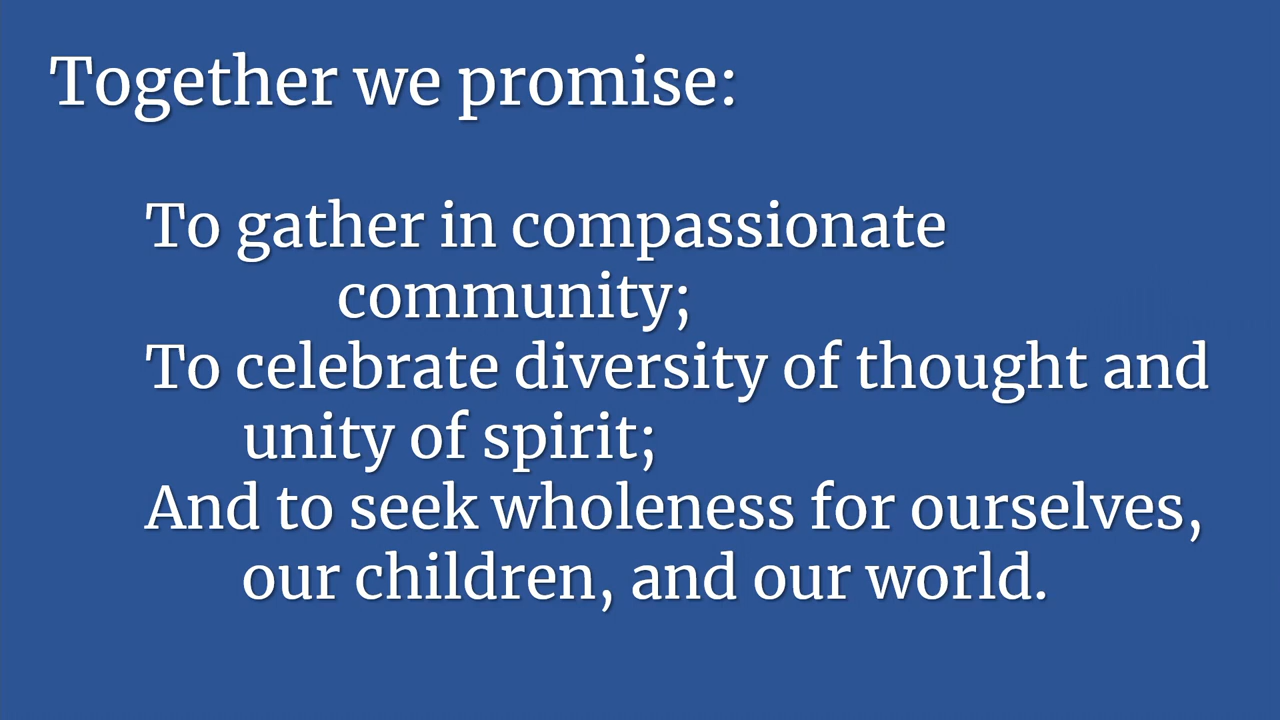 Together we promise:
To gather in compassionate
community;
To celebrate diversity of thought and
unity of spirit;
And to seek wholeness for ourselves,
our children, and our world.